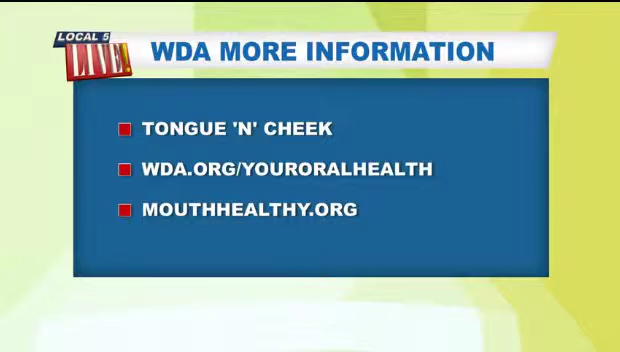 LOCAL 5
LIVE!
WDA MORE INFORMATION
TONGUE 'N' CHEEK
WDA.ORG/YOURORALHEALTH
MOUTHHEALTHY.ORG